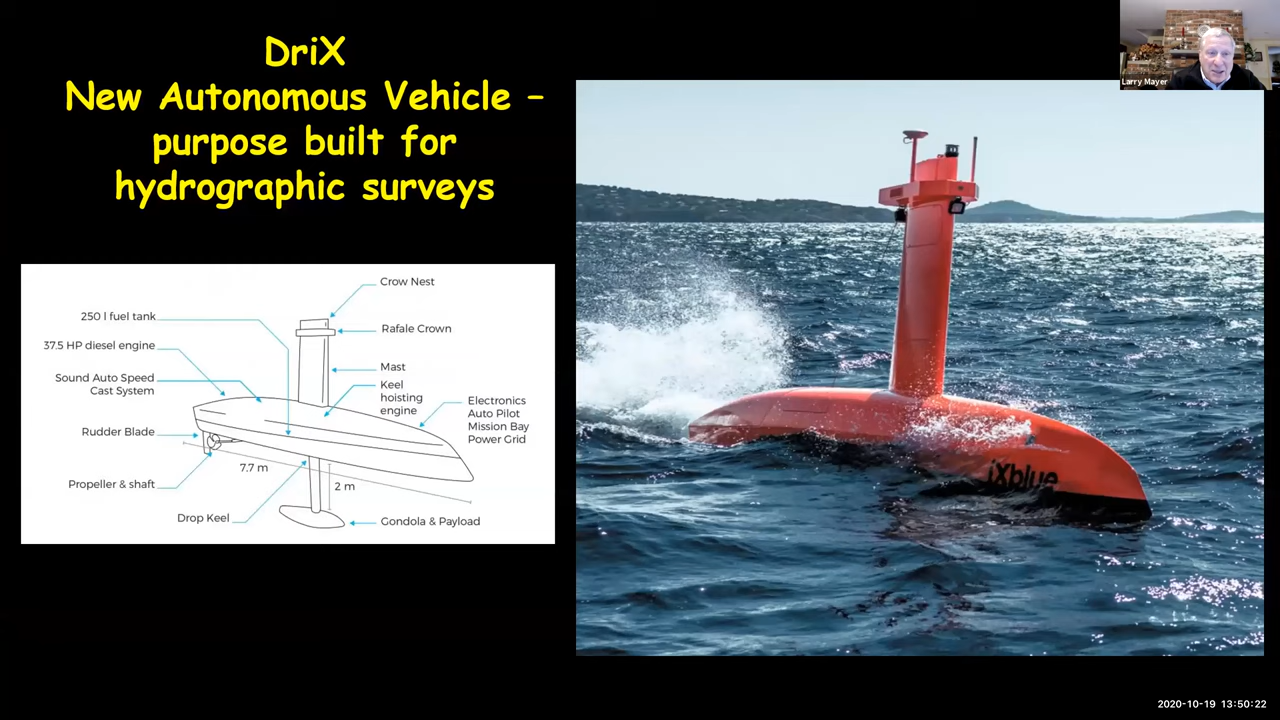 DriX
New Autonomous Vehicle –
purpose built for
hydrographic surveys
Larry Mayer
Crow Nest
250 l fuel tank
Rafale Crown
37.5 HP diesel engine
Mast
Sound Auto Speed
Cast System
Keel
hoisting
engine
Electronics
Auto Pilot
Mission Bay
Power Grid
Rudder Blade
7.7 m
2 m
Propeller & shaft
Drop Keel
Gondola & Payload
iXblue
2020-10-19 13:50:22